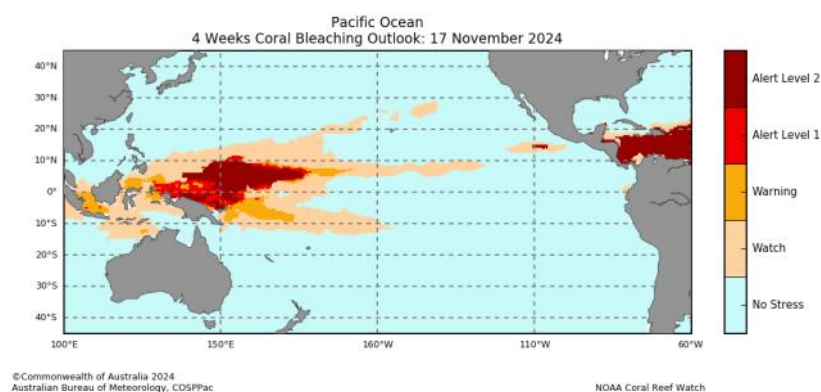 Pacific Ocean
4 Weeks Coral Bleaching Outlook: 17 November 2024
40°N
30°N
20°N
10°N
0°
10°S
20°S
30°S
40°S
100°E
150°E
160°W
110°W
60°W
Alert Level 2
Alert Level 1
Warning
Watch
No Stress
©Commonwealth of Australia 2024
Australian Bureau of Meteorology, COSPPac
NOAA Coral Reef Watch